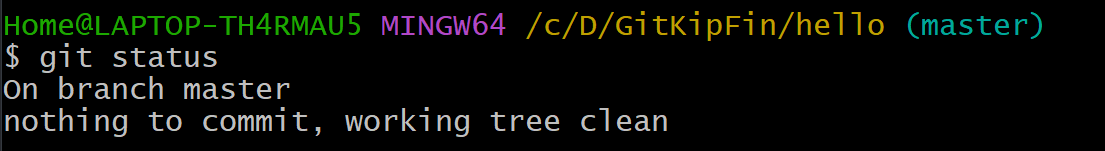 Home@LAPTOP-TH4RMAU5 MINGW64 /c/D/GitKipFin/hello (master)
$ git status
On branch master
nothing to commit, working tree clean